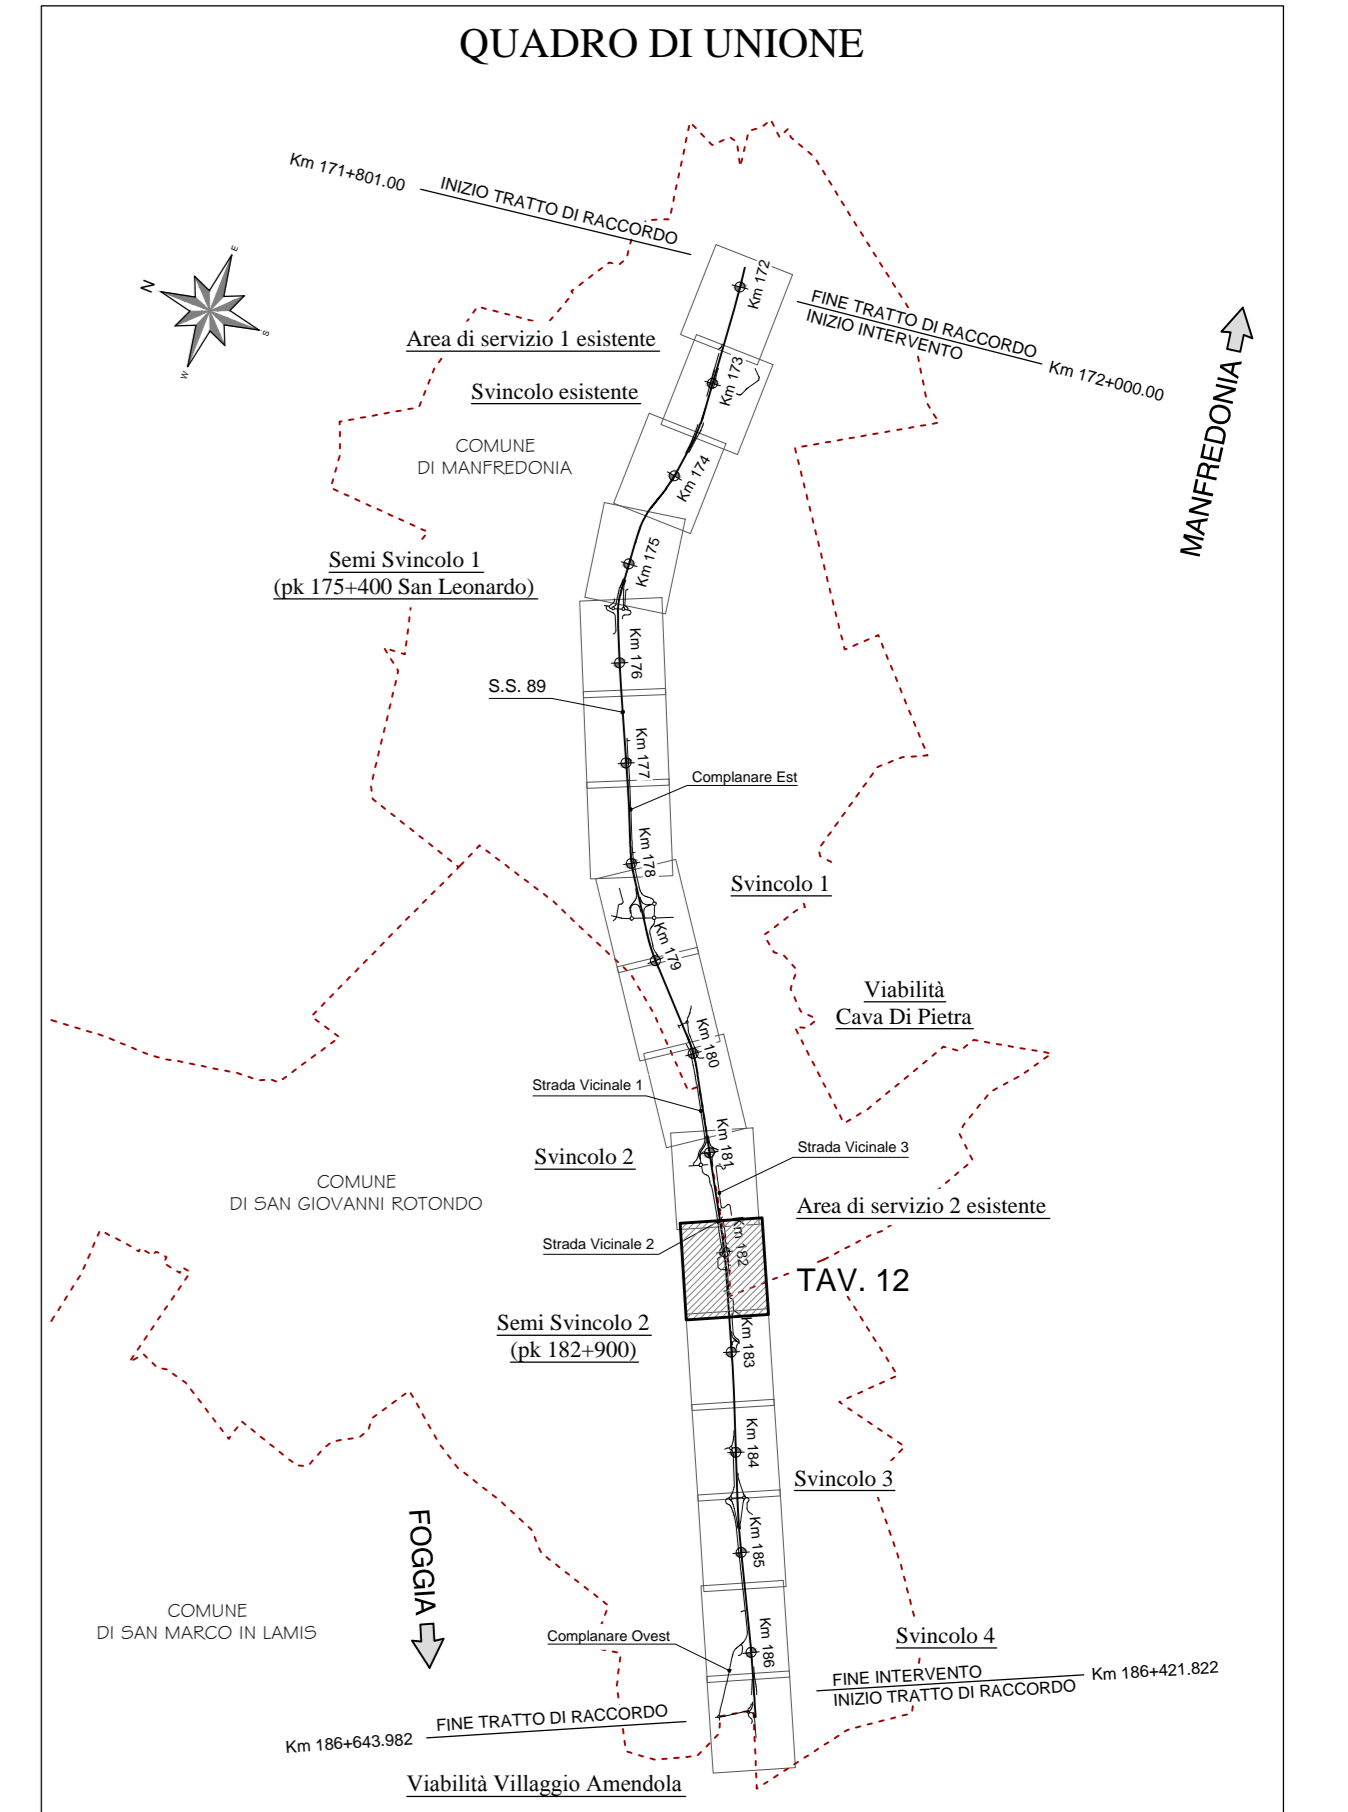 QUADRO DI UNIONE
Km 171+801.00
INIZIO TRATTO DI RACCORDO
N
E
S
W
Km 172
FINE TRATTO DI RACCORDO
INIZIO INTERVENTO
Km 172+000.00
MANFREDONIA
Area di servizio 1 esistente
Km 173
Svincolo esistente
COMUNE
DI MANFREDONIA
Km 174
Semi Svincolo 1
(pk 175+400 San Leonardo)
Km 175
Km 176
S.S. 89
Km 177
Complanare Est
Km 178
Svincolo 1
Km 179
Viabilità
Cava Di Pietra
Km 180
Strada Vicinale 1
Km 181
Strada Vicinale 3
Svincolo 2
COMUNE
DI SAN GIOVANNI ROTONDO
Area di servizio 2 esistente
Strada Vicinale 2
Km 182
TAV. 12
Semi Svincolo 2
(pk 182+900)
Km 183
Km 184
Svincolo 3
FOGGIA
Km 185
COMUNE
DI SAN MARCO IN LAMIS
Complanare Ovest
Km 186
Svincolo 4
FINE INTERVENTO
INIZIO TRATTO DI RACCORDO
Km 186+421.822
FINE TRATTO DI RACCORDO
Km 186+643.982
Viabilità Villaggio Amendola